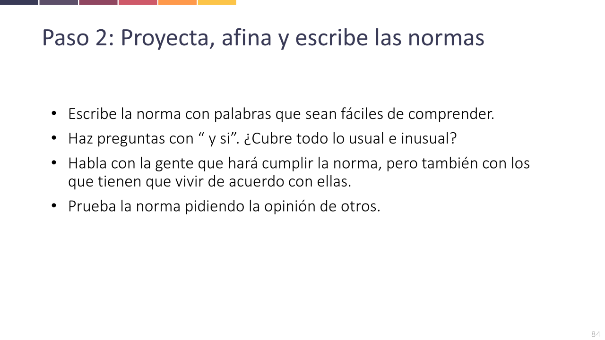 Paso 2: Proyecta, afina y escribe las normas
• Escribe la norma con palabras que sean fáciles de comprender.
• Haz preguntas con “ y si”. ¿Cubre todo lo usual e inusual?
• Habla con la gente que hará cumplir la norma, pero también con los
que tienen que vivir de acuerdo con ellas.
• Prueba la norma pidiendo la opinión de otros.